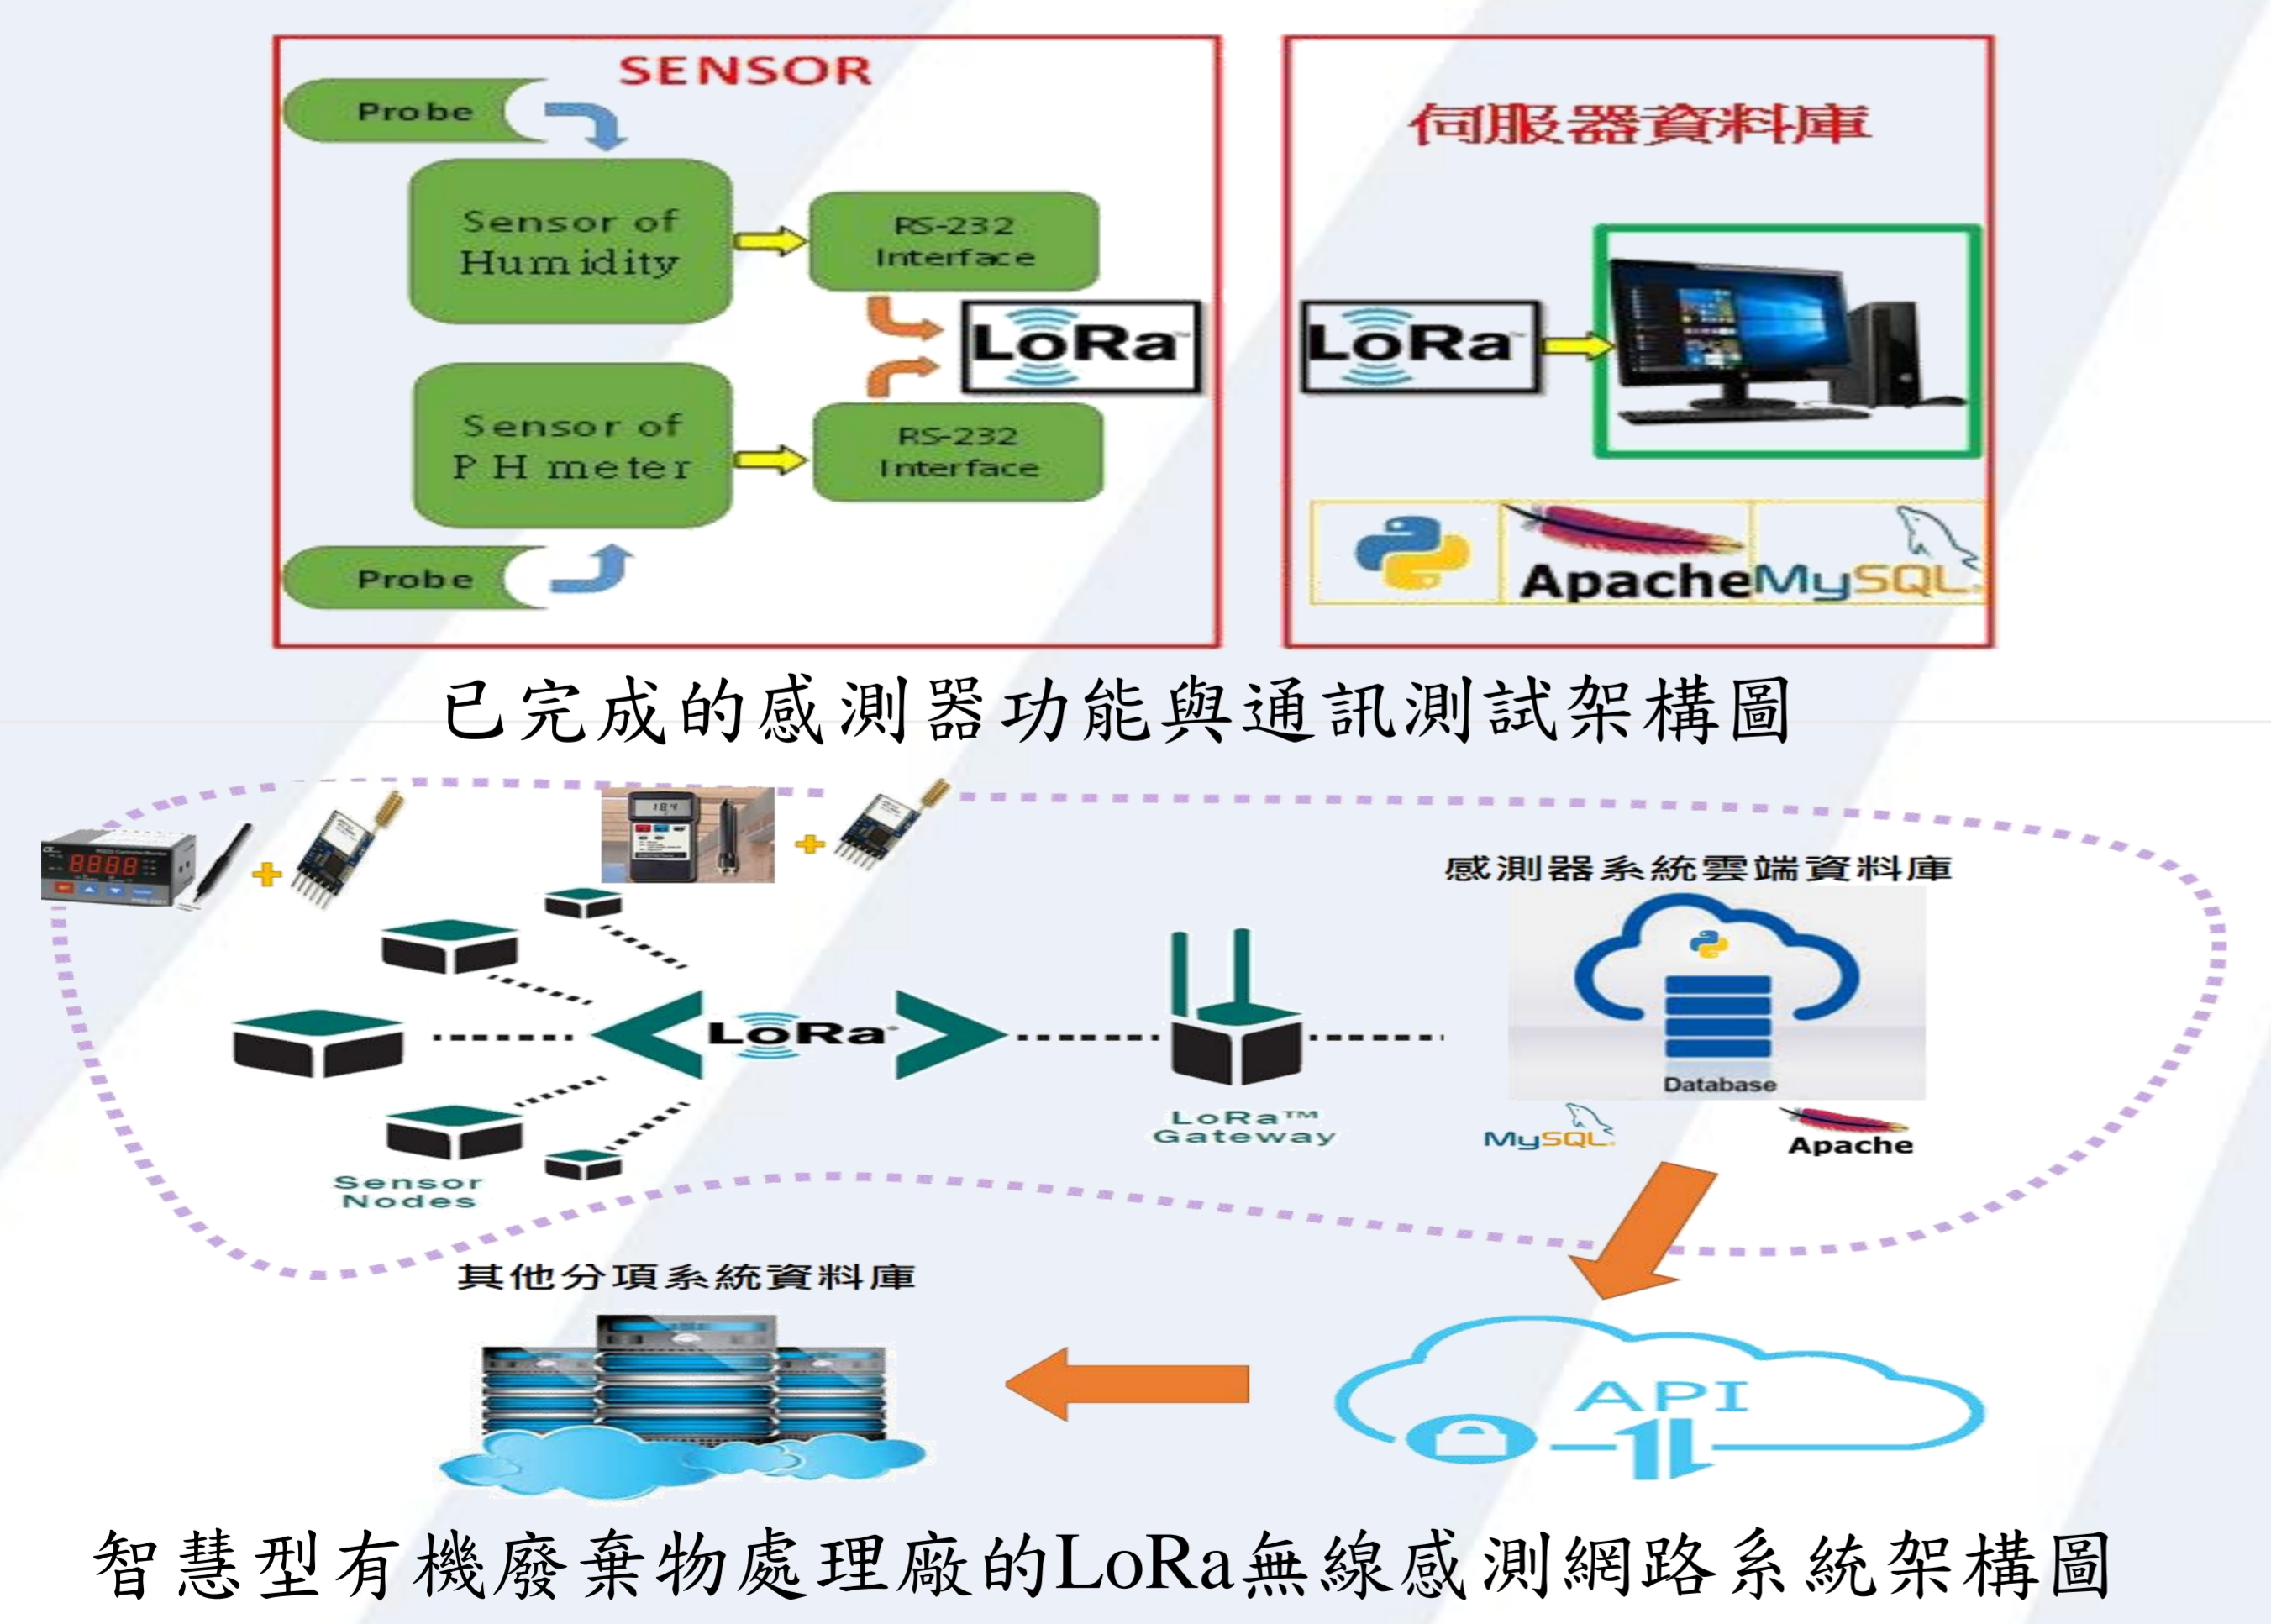 SENSOR
Probe
Sensor of
Humidity
RS-232
Interface
LoRa™
Sensor of
PH meter
RS-232
Interface
Probe
伺服器資料庫
LoRa™
Apache
MySQL
已完成的感測器功能與通訊測試架構圖
8888
18.4
感測器系統雲端資料庫
LoRa
Database
LoRa™
Gateway
MySQL
Apache
Sensor
Nodes
其他分項系統資料庫
API
智慧型有機廢棄物處理廠的LoRa無線感測網路系統架構圖